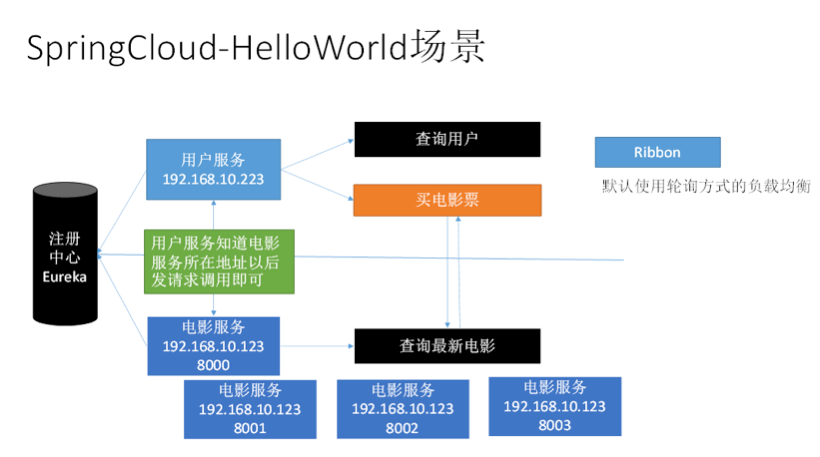 SpringCloud-HelloWorld场景
用户服务
192.168.10.223
查询用户
Ribbon
默认使用轮询方式的负载均衡
买电影票
注册
中心
Eureka
用户服务知道电影
服务所在地址以后
发请求调用即可
电影服务
192.168.10.123
8000
查询最新电影
电影服务
192.168.10.123
8001
电影服务
192.168.10.123
8002
电影服务
192.168.10.123
8003